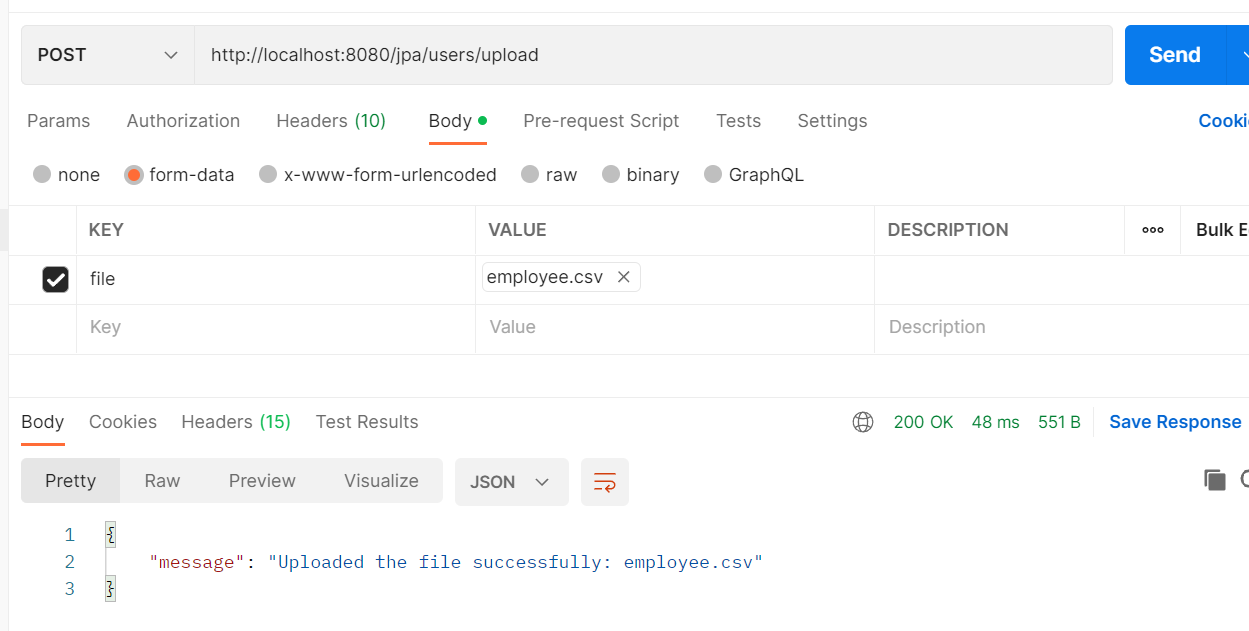 POST http://localhost:8080/jpa/users/upload Send
Params Authorization Headers (10) Body Pre-request Script Tests Settings Cooki
none form-data x-www-form-urlencoded raw binary GraphQL
KEY VALUE DESCRIPTION ooo Bulk E
file employee.csv
Key Value Description
Body Cookies Headers (15) Test Results 200 OK 48 ms 551 B Save Response
Pretty Raw Preview Visualize JSON
1 {
2 "message": "Uploaded the file successfully: employee.csv"
3 }